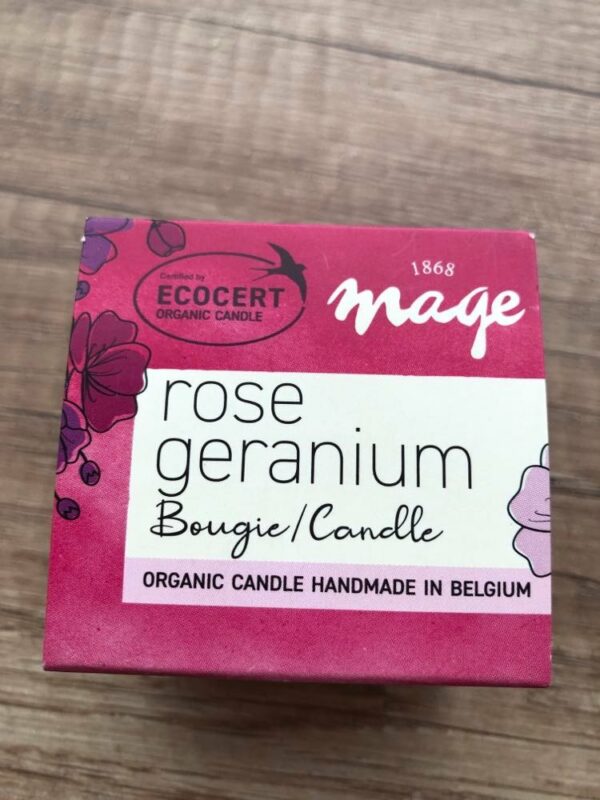 Certified by
ECOCERT
ORGANIC CANDLE
1868
mage
rose
geranium
Bougie/Candle
ORGANIC CANDLE HANDMADE IN BELGIUM